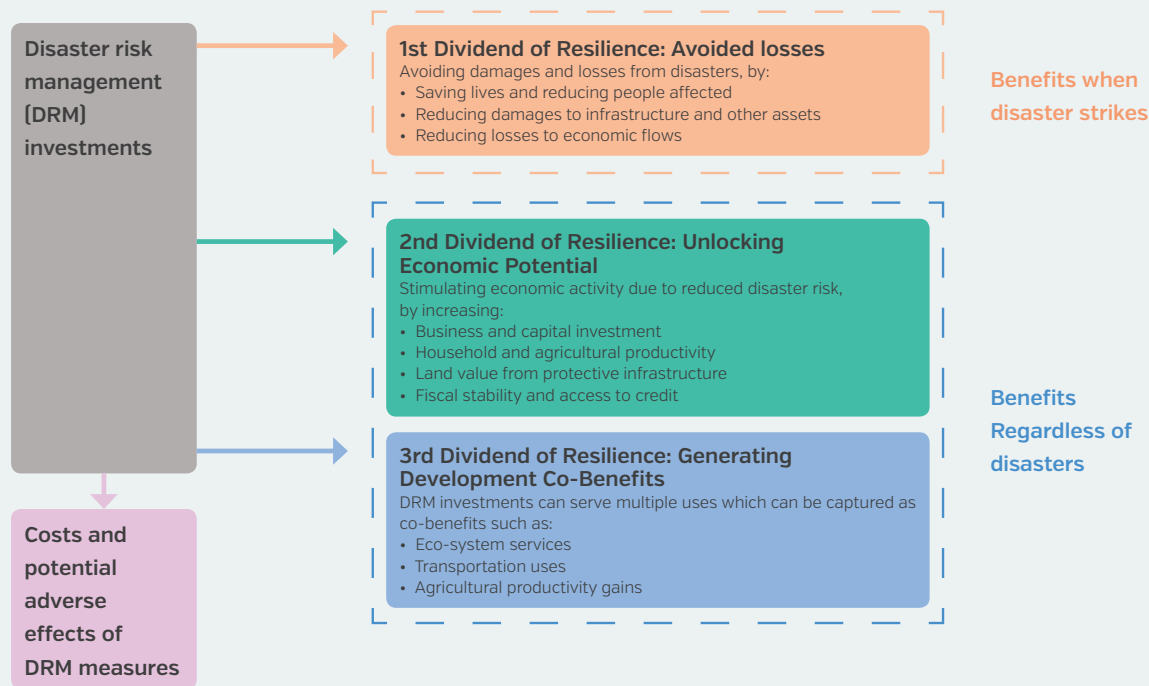 Disaster risk
management
(DRM)
investments
1st Dividend of Resilience: Avoided losses
Avoiding damages and losses from disasters, by:
• Saving lives and reducing people affected
• Reducing damages to infrastructure and other assets
• Reducing losses to economic flows
Benefits when
disaster strikes
2nd Dividend of Resilience: Unlocking
Economic Potential
Stimulating economic activity due to reduced disaster risk,
by increasing:
• Business and capital investment
• Household and agricultural productivity
• Land value from protective infrastructure
• Fiscal stability and access to credit
3rd Dividend of Resilience: Generating
Development Co-Benefits
DRM investments can serve multiple uses which can be captured as
co-benefits such as:
• Eco-system services
• Transportation uses
• Agricultural productivity gains
Benefits
Regardless of
disasters
Costs and
potential
adverse
effects of
DRM measures